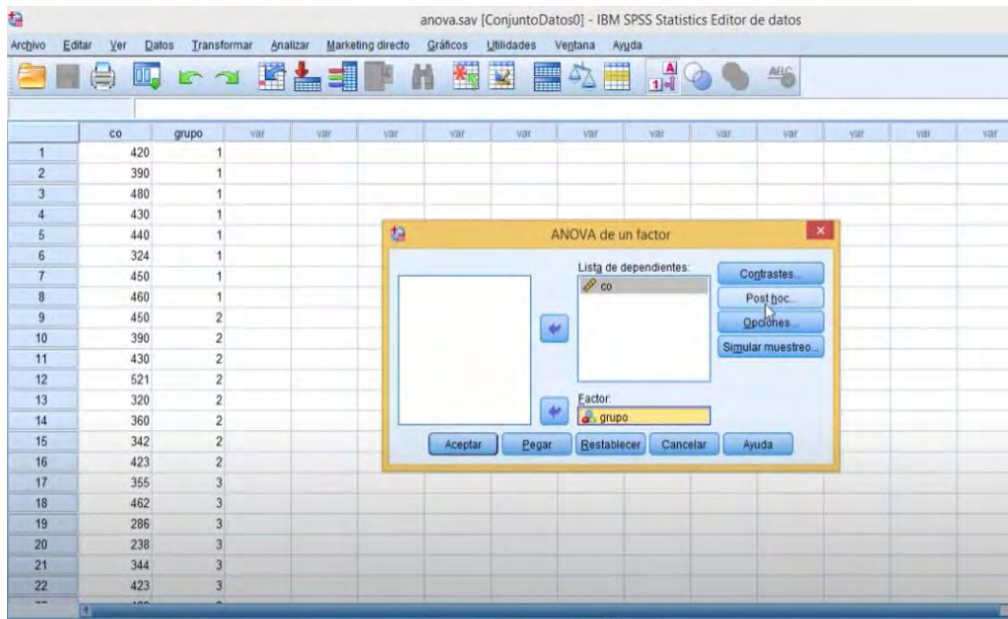 anova.sav [ConjuntoDatos0] - IBM SPSS Statistics Editor de datos
Archivo Editar Ver Datos Transformar Analizar Marketing directo Gráficos Utilidades Ventana Ayuda
A
1 4
ABC
co grupo var var var var var var var var var var var var
1 420 1
2 390 1
3 480 1
4 430 1
5 440 1
6 324 1
7 450 1
8 460 1
9 450 2
10 390 2
11 430 2
12 521 2
13 320 2
14 360 2
15 342 2
16 423 2
17 355 3
18 462 3
19 286 3
20 238 3
21 344 3
22 423 3
ANOVA de un factor
Lista de dependientes:
co
Contrastes...
Post hoc...
Opciones...
Simular muestreo...
Factor:
grupo
Aceptar Pegar Restablecer Cancelar Ayuda